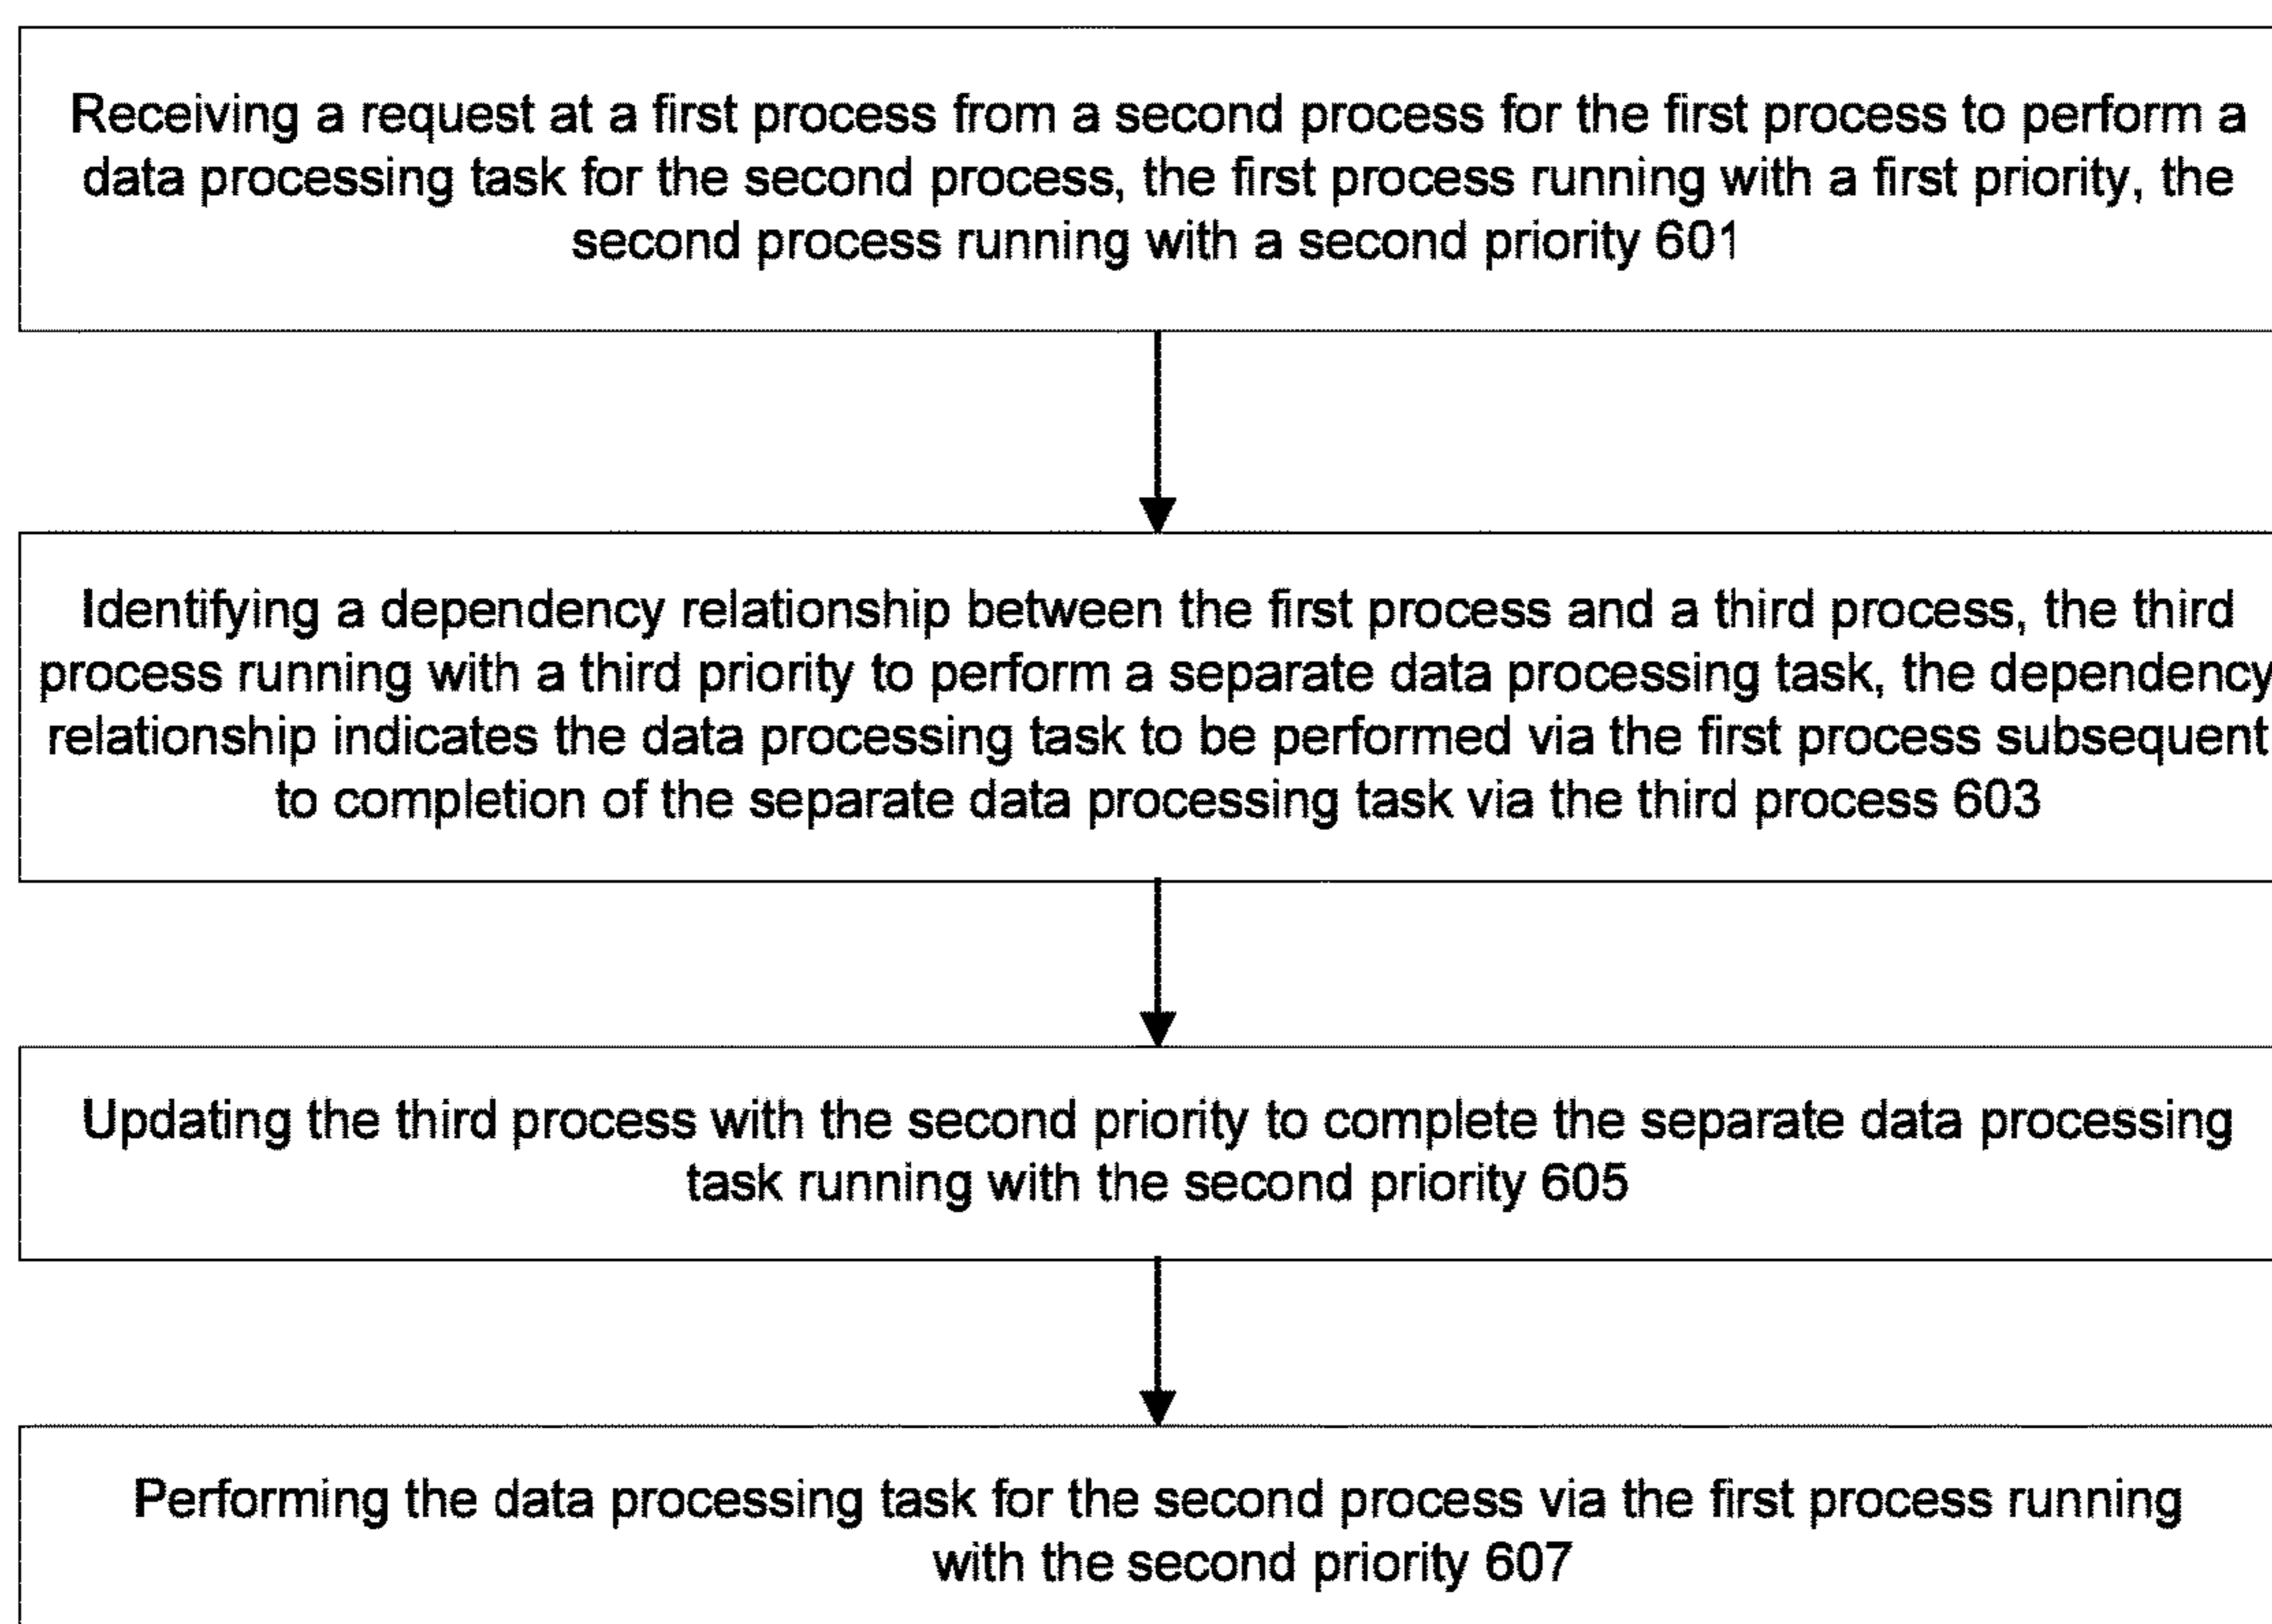 Receiving a request at a first process from a second process for the first process to perform a
data processing task for the second process, the first process running with a first priority, the
second process running with a second priority 601
Identifying a dependency relationship between the first process and a third process, the third
process running with a third priority to perform a separate data processing task, the dependency
relationship indicates the data processing task to be performed via the first process subsequent
to completion of the separate data processing task via the third process 603
Updating the third process with the second priority to complete the separate data processing
task running with the second priority 605
Performing the data processing task for the second process via the first process running
with the second priority 607